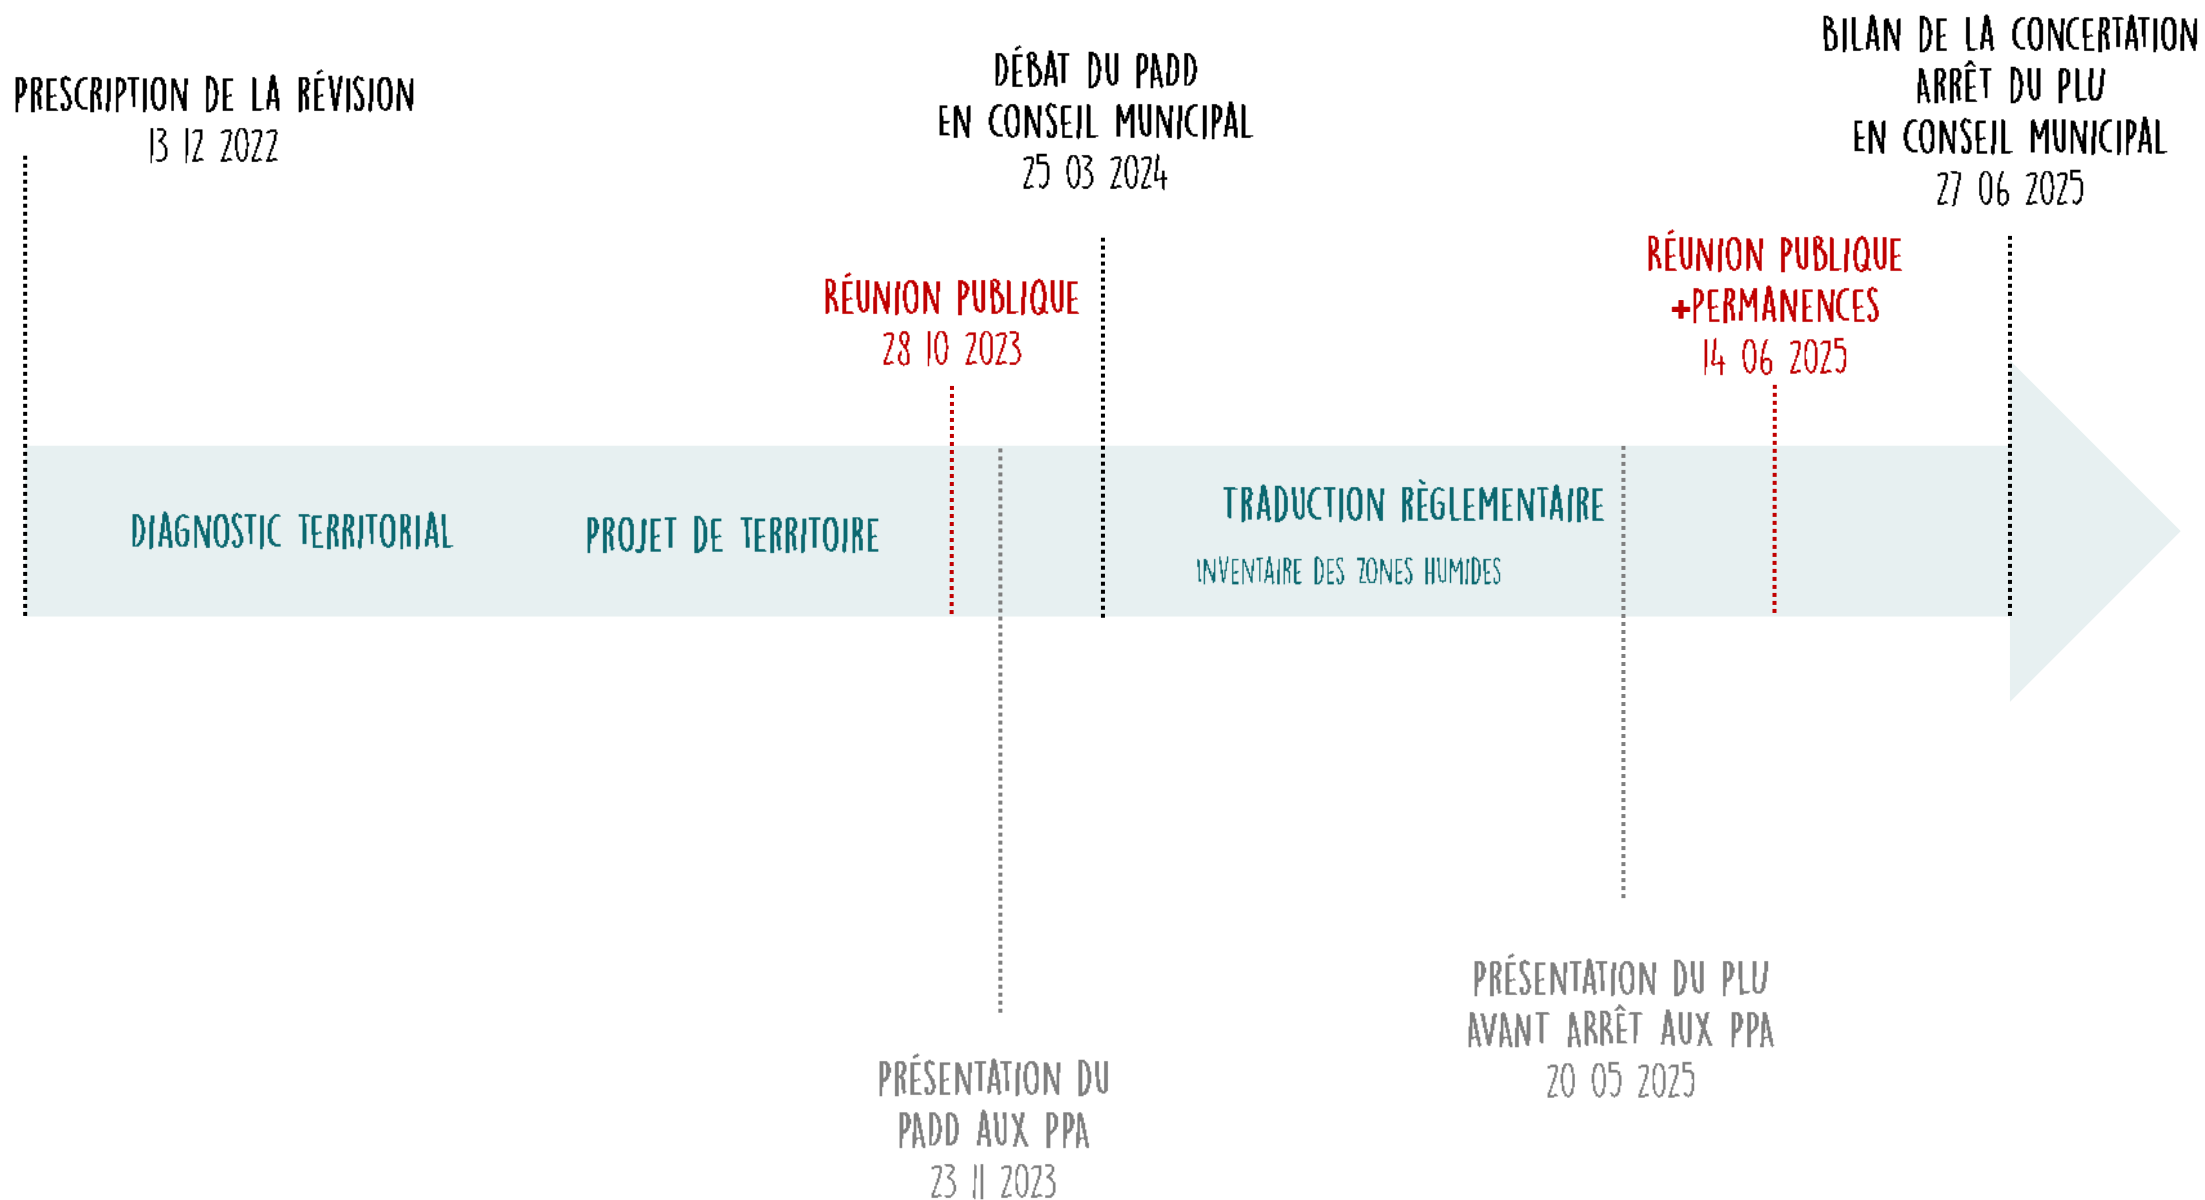 PRESCRIPTION DE LA RÉVISION
13 12 2022
DÉBAT DU PADD
EN CONSEIL MUNICIPAL
25 03 2024
BILAN DE LA CONCERTATION
ARRÊT DU PLU
EN CONSEIL MUNICIPAL
27 06 2025
RÉUNION PUBLIQUE
28 10 2023
RÉUNION PUBLIQUE
+PERMANENCES
14 06 2025
DIAGNOSTIC TERRITORIAL
PROJET DE TERRITOIRE
TRADUCTION RÈGLEMENTAIRE
INVENTAIRE DES ZONES HUMIDES
PRÉSENTATION DU
PADD AUX PPA
23 11 2023
PRÉSENTATION DU PLU
AVANT ARRÊT AUX PPA
20 05 2025